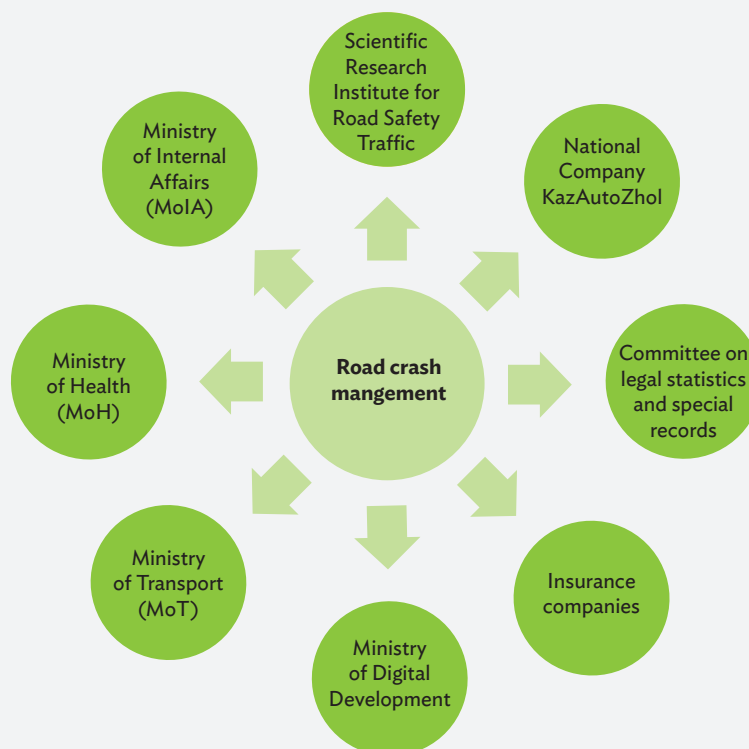 Scientific
Research
Institute for
Road Safety
Traffic
National
Company
KazAutoZhol
Committee on
legal statistics
and special
records
Insurance
companies
Ministry
of Digital
Development
Ministry
of Transport
(MoT)
Ministry
of Health
(MoH)
Ministry
of Internal
Affairs
(MoIA)
Road crash
mangement